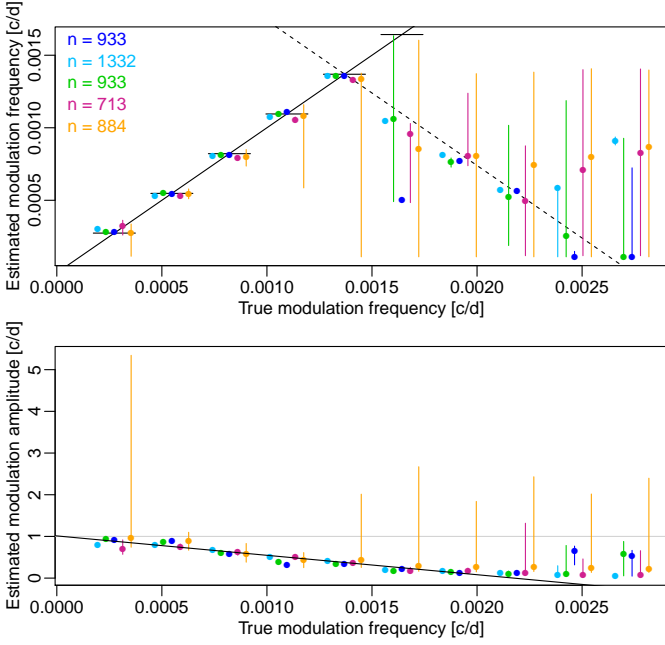 Estimated modulation frequency [c/d]
0.0005 0.0010 0.0015
n = 933
n = 1332
n = 933
n = 713
n = 884
0.0000 0.0005 0.0010 0.0015 0.0020 0.0025
True modulation frequency [c/d]
Estimated modulation amplitude [c/d]
0 1 2 3 4 5
0.0000 0.0005 0.0010 0.0015 0.0020 0.0025
True modulation frequency [c/d]